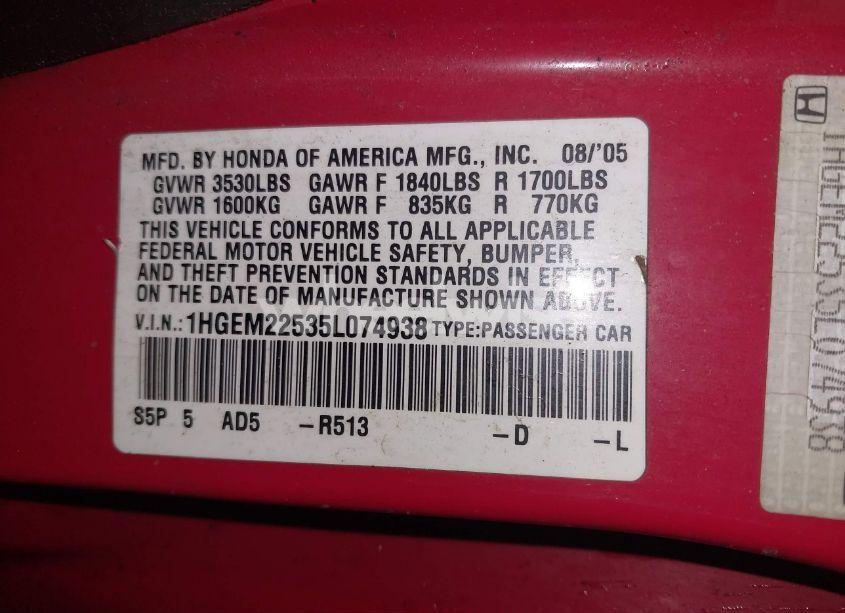 MFD. BY HONDA OF AMERICA MFG., INC. 08/'05
GVWR 3530LBS GAWR F 1840LBS R 1700LBS
GVWR 1600KG GAWR F 835KG R 770KG
THIS VEHICLE CONFORMS TO ALL APPLICABLE
FEDERAL MOTOR VEHICLE SAFETY, BUMPER,
AND THEFT PREVENTION STANDARDS IN EFFECT
ON THE DATE OF MANUFACTURE SHOWN ABOVE.
V.I.N.: 1HGEM22535L074938 TYPE:PASSENGER CAR
S5P 5 AD5 -R513 -D -L
1HGEM22535L074938